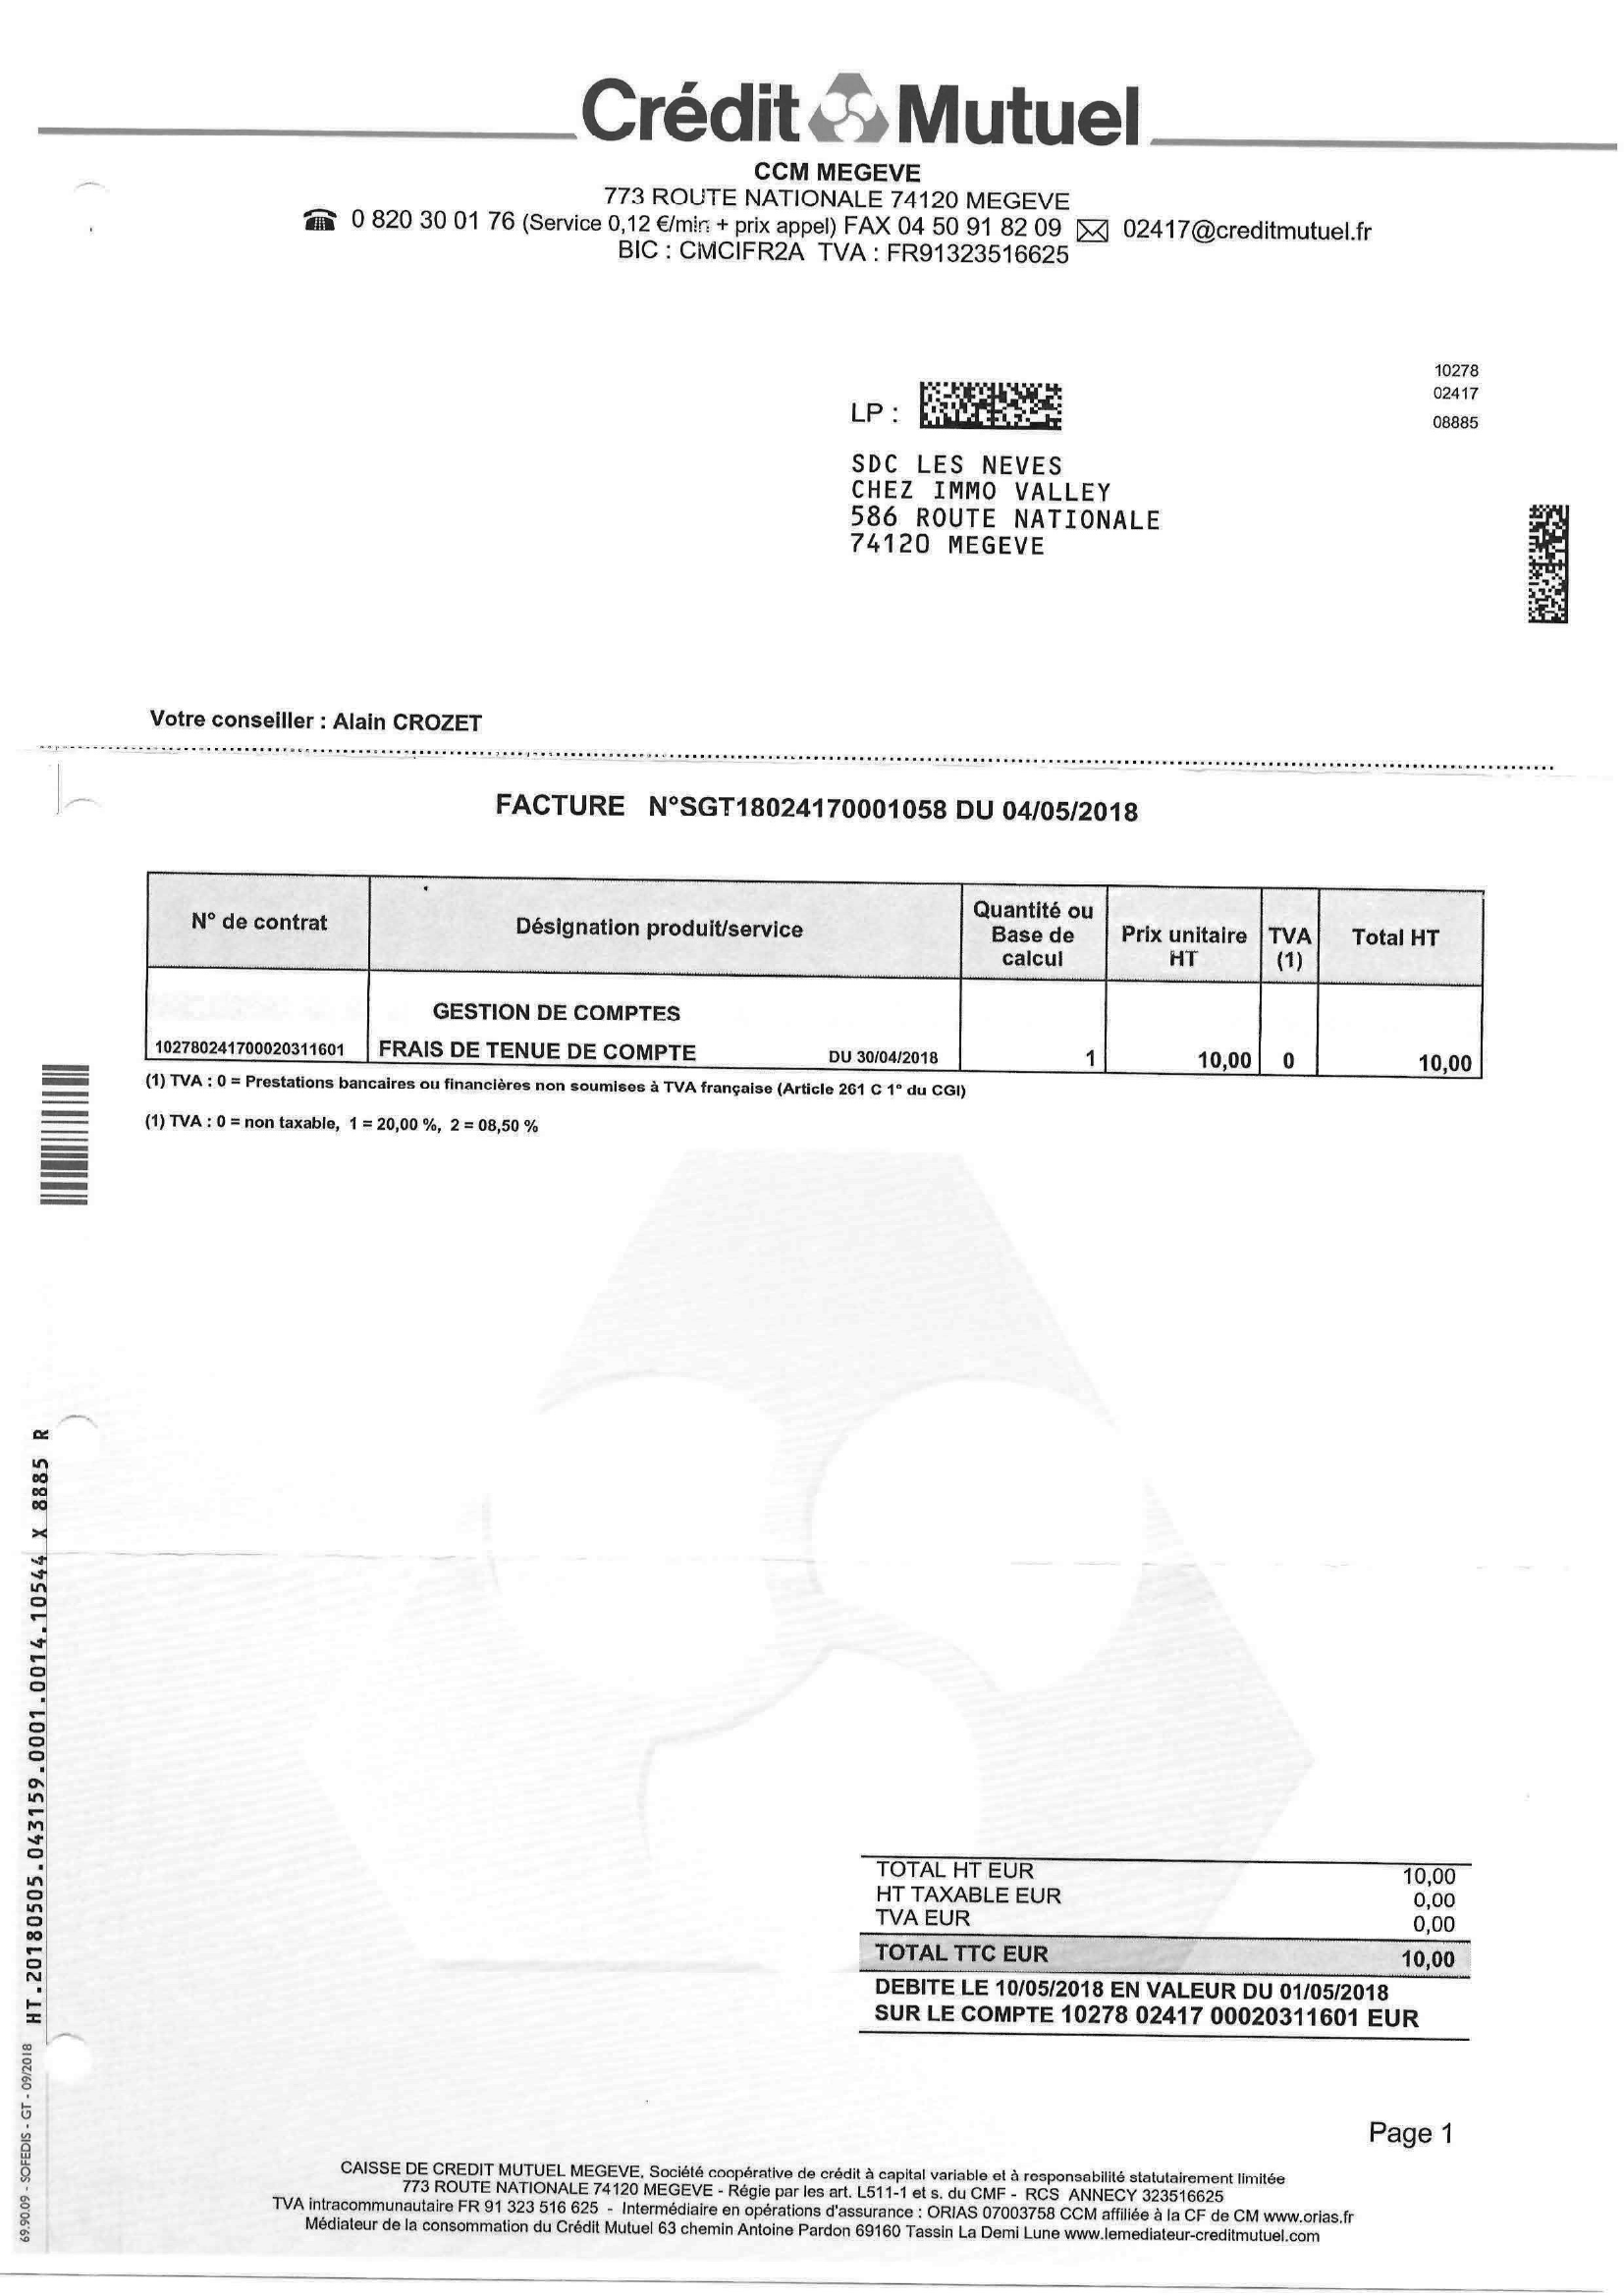 Crédit Mutuel
CCM MEGEVE
773 ROUTE NATIONALE 74120 MEGEVE
0 820 30 01 76 (Service 0,12 €/min + prix appel) FAX 04 50 91 82 09 02417@creditmutuel.fr
BIC : CMCIFR2A TVA : FR91323516625
10278
02417
08885
LP :
SDC LES NEVES
CHEZ IMMO VALLEY
586 ROUTE NATIONALE
74120 MEGEVE
Votre conseiller : Alain CROZET
FACTURE N°SGT18024170001058 DU 04/05/2018
N° de contrat
Désignation produit/service
Quantité ou
Base de
calcul
Prix unitaire
HT
TVA
(1)
Total HT
GESTION DE COMPTES
102780241700020311601 FRAIS DE TENUE DE COMPTE DU 30/04/2018 1 10,00 0 10,00
(1) TVA : 0 = Prestations bancaires ou financières non soumises à TVA française (Article 261 C 1° du CGI)
(1) TVA : 0 = non taxable, 1 = 20,00 %, 2 = 08,50 %
TOTAL HT EUR 10,00
HT TAXABLE EUR 0,00
TVA EUR 0,00
TOTAL TTC EUR 10,00
DEBITE LE 10/05/2018 EN VALEUR DU 01/05/2018
SUR LE COMPTE 10278 02417 00020311601 EUR
HT.20180505.043159.0001.0014.10544 X 8885 R
69.90.09 - SOFEDIS - GT - 09/2018
Page 1
CAISSE DE CREDIT MUTUEL MEGEVE, Société coopérative de crédit à capital variable et à responsabilité statutairement limitée
773 ROUTE NATIONALE 74120 MEGEVE - Régie par les art. L511-1 et s. du CMF - RCS ANNECY 323516625
TVA intracommunautaire FR 91 323 516 625 - Intermédiaire en opérations d'assurance : ORIAS 07003758 CCM affiliée à la CF de CM www.orias.fr
Médiateur de la consommation du Crédit Mutuel 63 chemin Antoine Pardon 69160 Tassin La Demi Lune www.lemediateur-creditmutuel.com